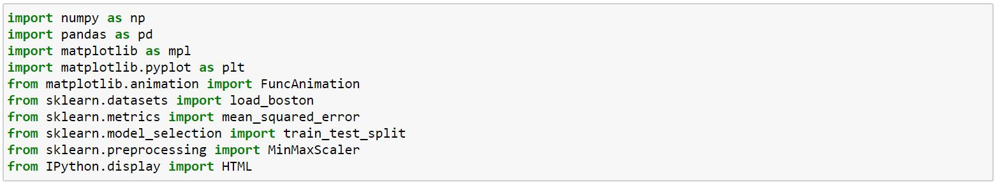 import numpy as np
import pandas as pd
import matplotlib as mpl
import matplotlib.pyplot as plt
from matplotlib.animation import FuncAnimation
from sklearn.datasets import load_boston
from sklearn.metrics import mean_squared_error
from sklearn.model_selection import train_test_split
from sklearn.preprocessing import MinMaxScaler
from IPython.display import HTML